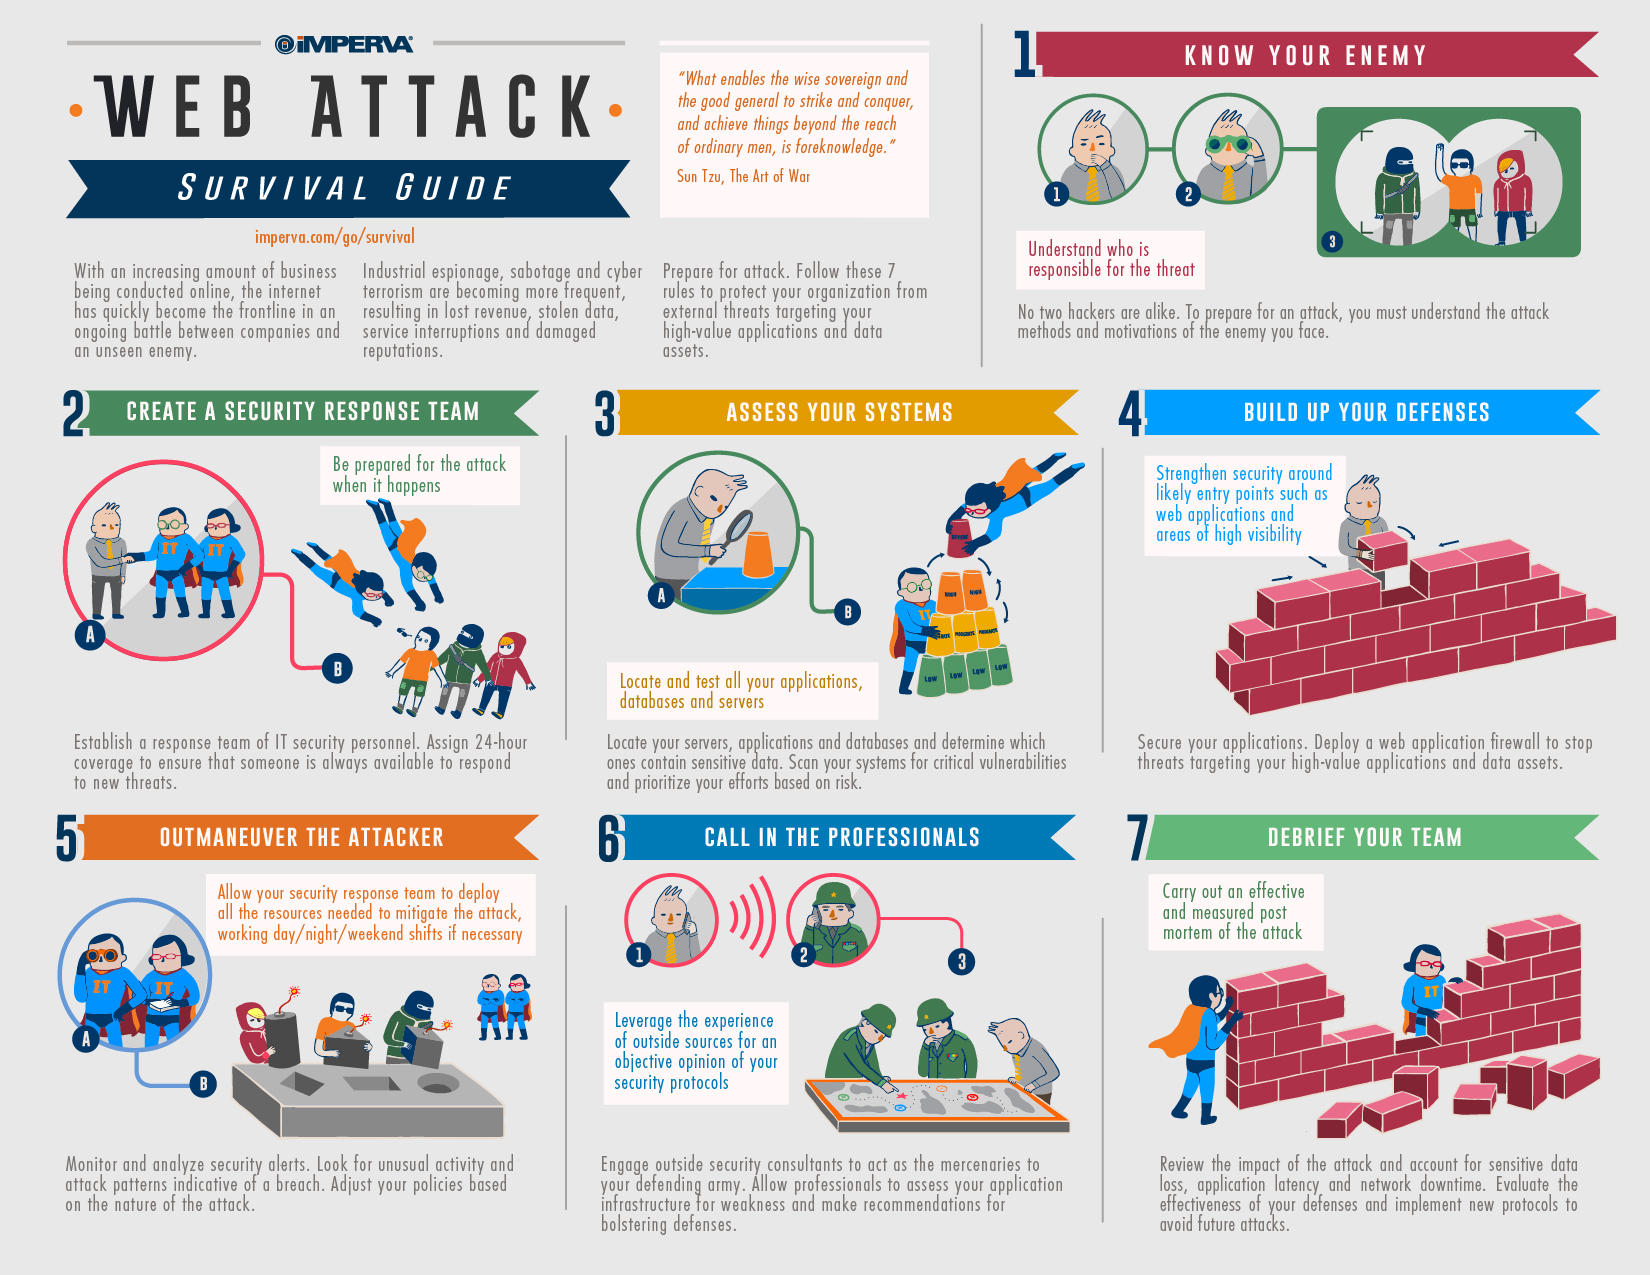 IMPERVA
WEB ATTACK
SURVIVAL GUIDE
imperva.com/go/survival
“What enables the wise sovereign and
the good general to strike and conquer,
and achieve things beyond the reach
of ordinary men, is foreknowledge.”
Sun Tzu, The Art of War
With an increasing amount of business
being conducted online, the internet
has quickly become the frontline in an
ongoing battle between companies and
an unseen enemy.
Industrial espionage, sabotage and cyber
terrorism are becoming more frequent,
resulting in lost revenue, stolen data,
service interruptions and damaged
reputations.
Prepare for attack. Follow these 7
rules to protect your organization from
external threats targeting your
high-value applications and data
assets.
1 KNOW YOUR ENEMY
1
2
3
Understand who is
responsible for the threat
No two hackers are alike. To prepare for an attack, you must understand the attack
methods and motivations of the enemy you face.
2 CREATE A SECURITY RESPONSE TEAM
Be prepared for the attack
when it happens
IT
IT
A
B
Establish a response team of IT security personnel. Assign 24-hour
coverage to ensure that someone is always available to respond
to new threats.
3 ASSESS YOUR SYSTEMS
A
B
SEVERE
HIGH HIGH
IT
MODERATE MODERATE
LOW LOW LOW LOW
Locate and test all your applications,
databases and servers
Locate your servers, applications and databases and determine which
ones contain sensitive data. Scan your systems for critical vulnerabilities
and prioritize your efforts based on risk.
4 BUILD UP YOUR DEFENSES
Strengthen security around
likely entry points such as
web applications and
areas of high visibility
Secure your applications. Deploy a web application firewall to stop
threats targeting your high-value applications and data assets.
5 OUTMANEUVER THE ATTACKER
Allow your security response team to deploy
all the resources needed to mitigate the attack,
working day/night/weekend shifts if necessary
IT
IT
A
B
Monitor and analyze security alerts. Look for unusual activity and
attack patterns indicative of a breach. Adjust your policies based
on the nature of the attack.
6 CALL IN THE PROFESSIONALS
1
2
3
Leverage the experience
of outside sources for an
objective opinion of your
security protocols
Engage outside security consultants to act as the mercenaries to
your defending army. Allow professionals to assess your application
infrastructure for weakness and make recommendations for
bolstering defenses.
7 DEBRIEF YOUR TEAM
Carry out an effective
and measured post
mortem of the attack
IT
Review the impact of the attack and account for sensitive data
loss, application latency and network downtime. Evaluate the
effectiveness of your defenses and implement new protocols to
avoid future attacks.